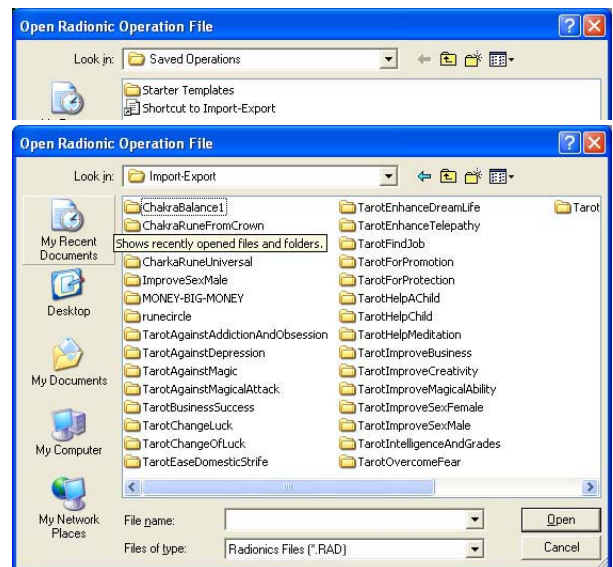 Open Radionic Operation File
Look in: Saved Operations
Starter Templates
Shortcut to Import-Export
Open Radionic Operation File
Look in: Import-Export
My Recent Documents
Desktop
My Documents
My Computer
My Network Places
ChakraBalance1
ChakraRuneFromCrown
Shows recently opened files and folders.
CharkaRuneUniversal
ImproveSexMale
MONEY-BIG-MONEY
runecircle
TarotAgainstAddictionAndObsession
TarotAgainstDepression
TarotAgainstMagic
TarotAgainstMagicalAttack
TarotBusinessSuccess
TarotChangeLuck
TarotChangeOfLuck
TarotEaseDomesticStrife
TarotEnhanceDreamLife
TarotEnhanceTelepathy
TarotFindJob
TarotForPromotion
TarotForProtection
TarotHelpAChild
TarotHelpChild
TarotHelpMeditation
TarotImproveBusiness
TarotImproveCreativity
TarotImproveMagicalAbility
TarotImproveSexFemale
TarotImproveSexMale
TarotIntelligenceAndGrades
TarotOvercomeFear
Tarot
File name:
Open
Files of type: Radionics Files (*.RAD)
Cancel